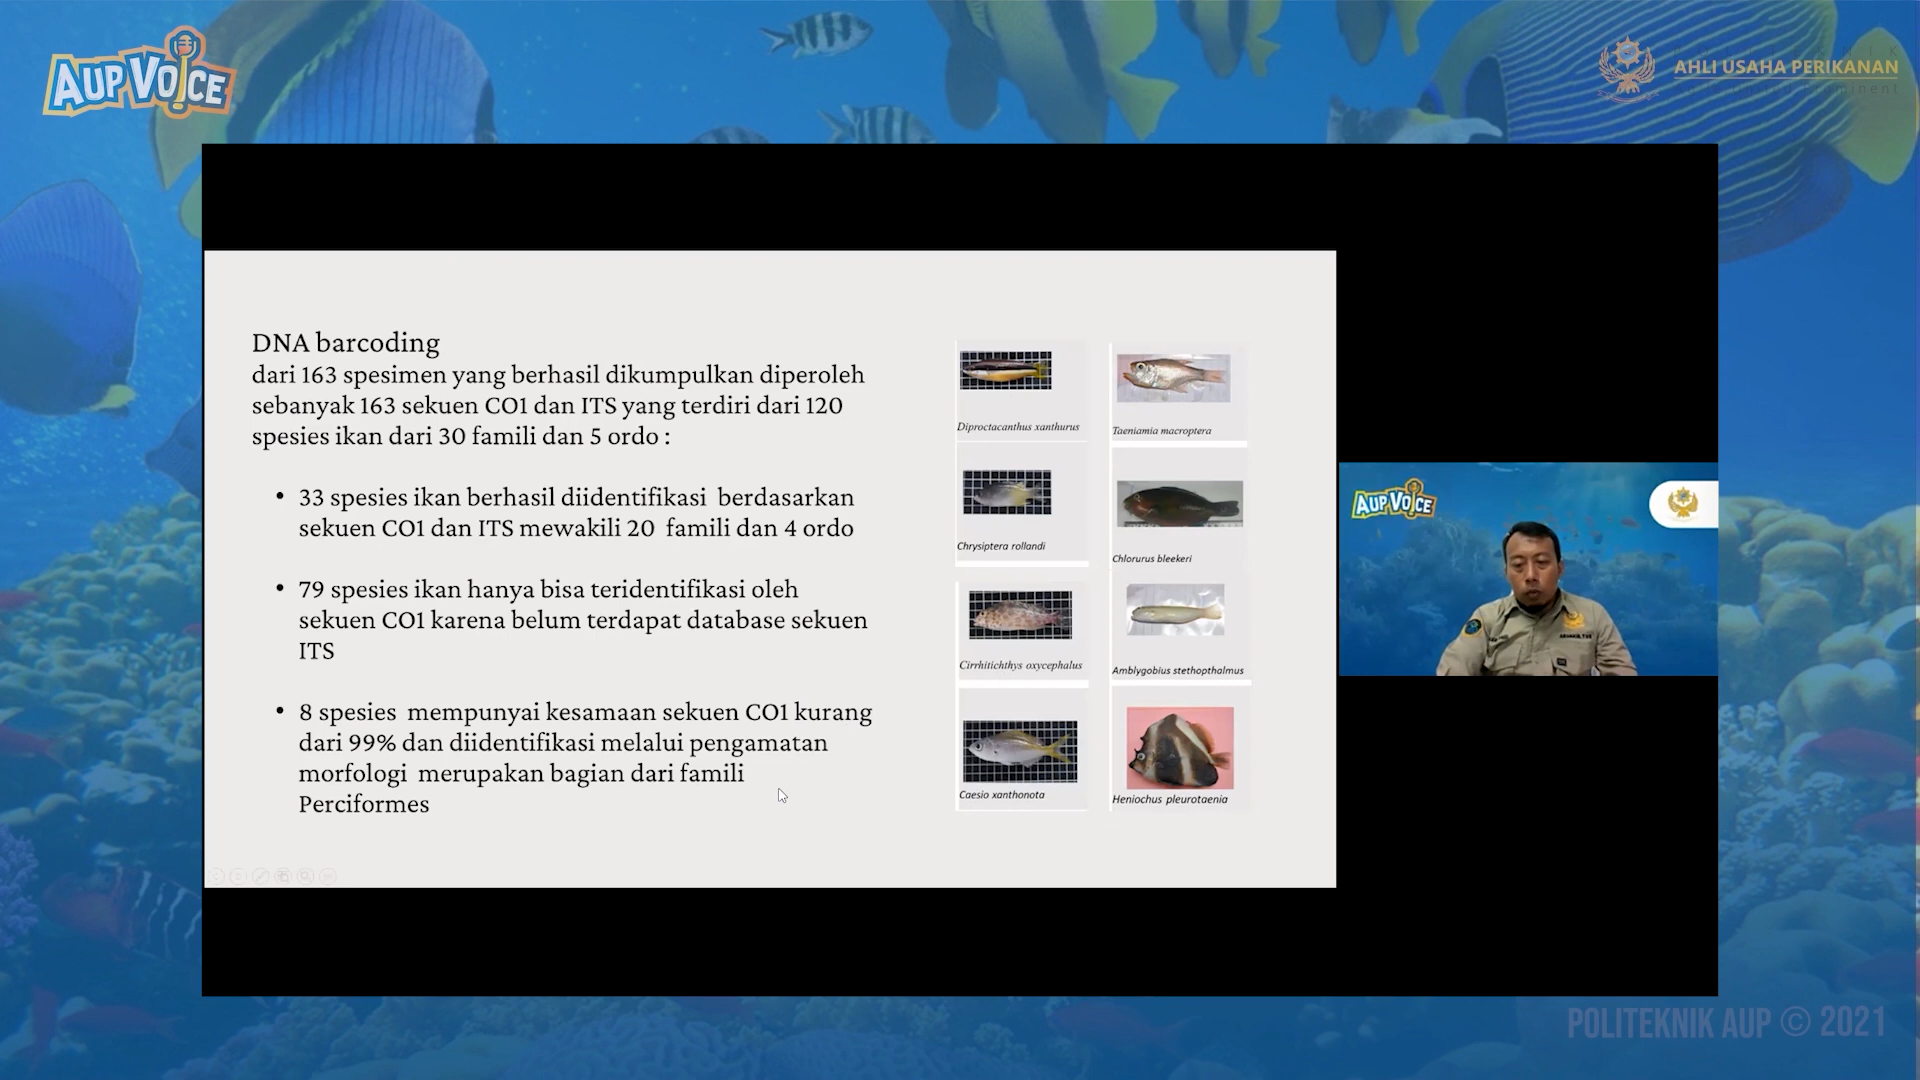 AUP VOICE
POLITEKNIK
AHLI USAHA PERIKANAN
DNA barcoding
dari 163 spesimen yang berhasil dikumpulkan diperoleh
sebanyak 163 sekuen CO1 dan ITS yang terdiri dari 120
spesies ikan dari 30 famili dan 5 ordo :
• 33 spesies ikan berhasil diidentifikasi berdasarkan
sekuen CO1 dan ITS mewakili 20 famili dan 4 ordo
• 79 spesies ikan hanya bisa teridentifikasi oleh
sekuen CO1 karena belum terdapat database sekuen
ITS
• 8 spesies mempunyai kesamaan sekuen CO1 kurang
dari 99% dan diidentifikasi melalui pengamatan
morfologi merupakan bagian dari famili
Perciformes
Diproctacanthus xanthurus
Taeniamia macroptera
Chrysiptera rollandi
Chlorurus bleekeri
Cirrhitichthys oxycephalus
Amblygobius stethopthalmus
Caesio xanthonota
Heniochus pleurotaenia
AUP VOICE
POLITEKNIK AUP © 2021